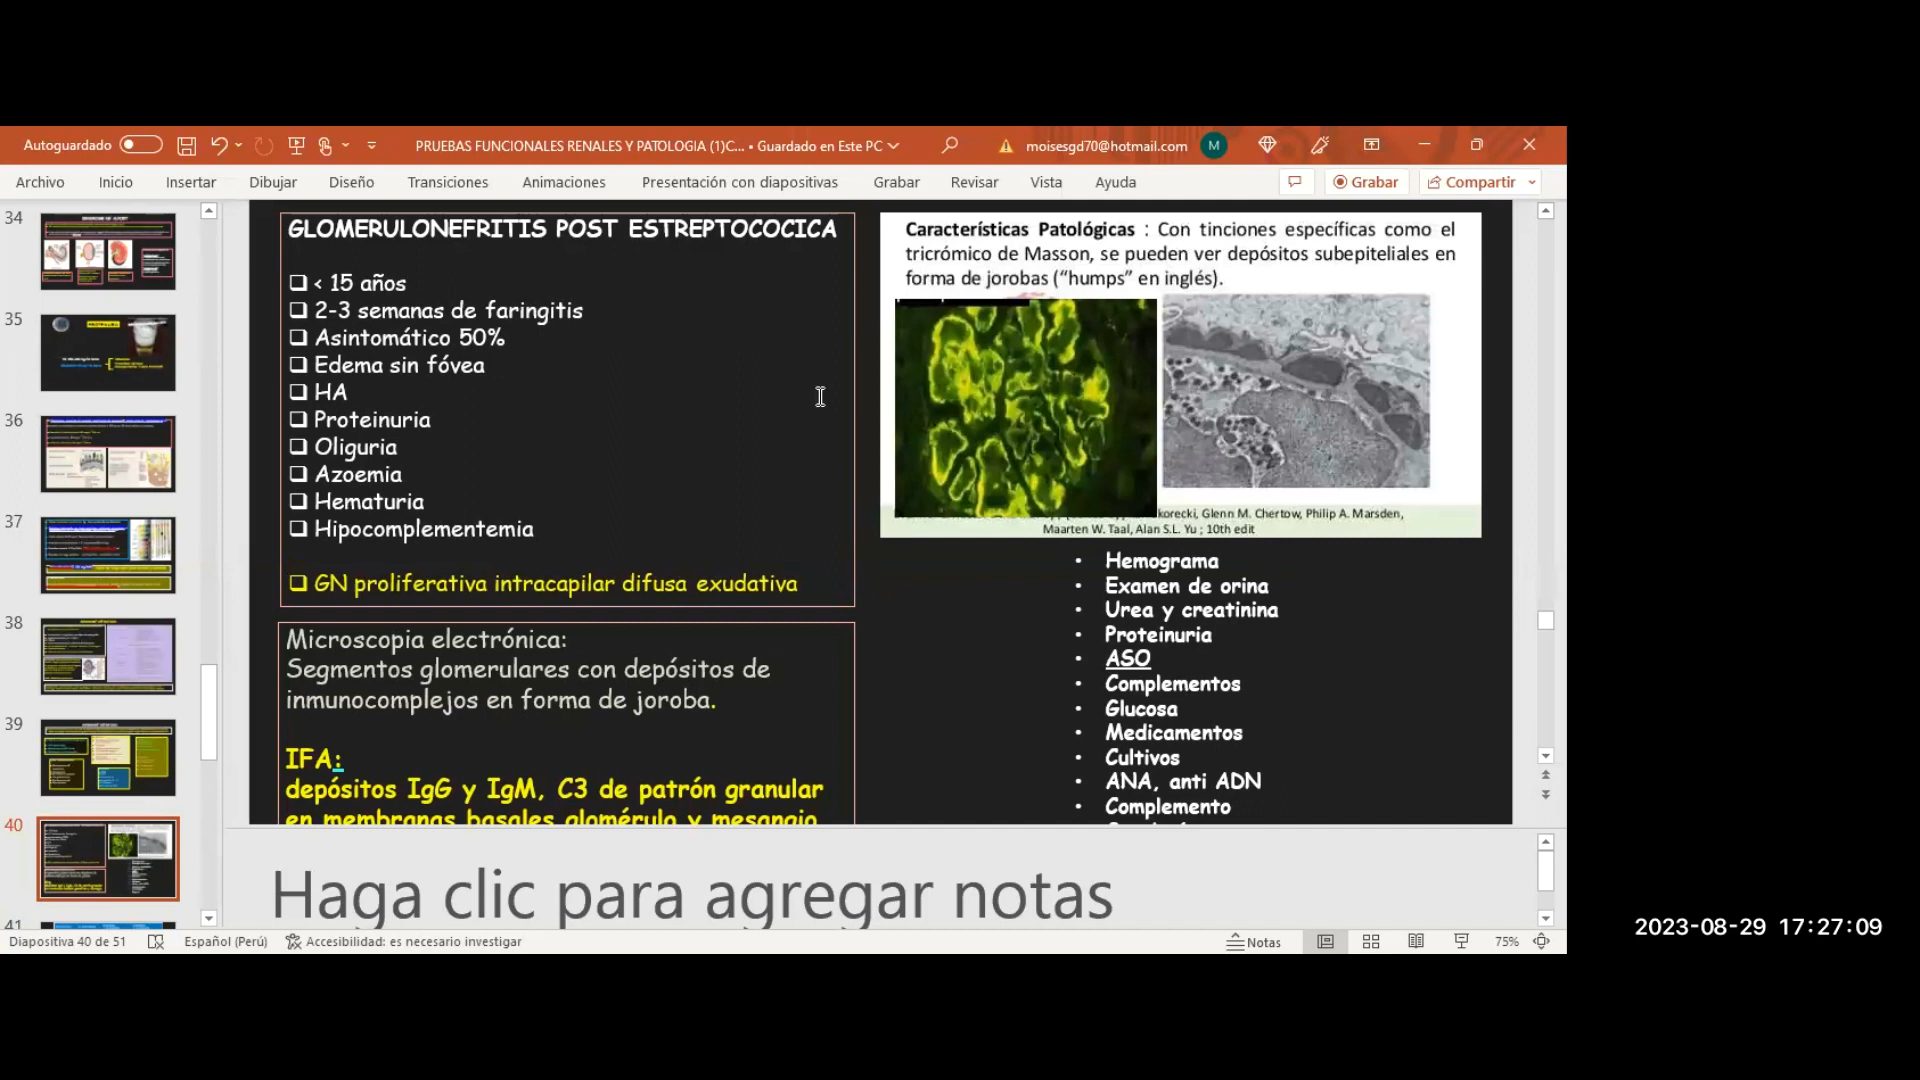 Autoguardado
PRUEBAS FUNCIONALES RENALES Y PATOLOGIA (1)C... • Guardado en Este PC
moisesgd70@hotmail.com
M
Archivo
Inicio
Insertar
Dibujar
Diseño
Transiciones
Animaciones
Presentación con diapositivas
Grabar
Revisar
Vista
Ayuda
Grabar
Compartir
34
35
36
37
38
39
40
41
GLOMERULONEFRITIS POST ESTREPTOCOCICA
< 15 años
2-3 semanas de faringitis
Asintomático 50%
Edema sin fóvea
HA
Proteinuria
Oliguria
Azoemia
Hematuria
Hipocomplementemia
GN proliferativa intracapilar difusa exudativa
Microscopia electrónica:
Segmentos glomerulares con depósitos de
inmunocomplejos en forma de joroba.
IFA:
depósitos IgG y IgM, C3 de patrón granular
en membranas basales glomérulo y mesangio
Características Patológicas : Con tinciones específicas como el
tricrómico de Masson, se pueden ver depósitos subepiteliales en
forma de jorobas (“humps” en inglés).
korecki, Glenn M. Chertow, Philip A. Marsden,
Maarten W. Taal, Alan S.L. Yu ; 10th edit
• Hemograma
• Examen de orina
• Urea y creatinina
• Proteinuria
• ASO
• Complementos
• Glucosa
• Medicamentos
• Cultivos
• ANA, anti ADN
• Complemento
Haga clic para agregar notas
Diapositiva 40 de 51
Español (Perú)
Accesibilidad: es necesario investigar
Notas
75%
2023-08-29 17:27:09